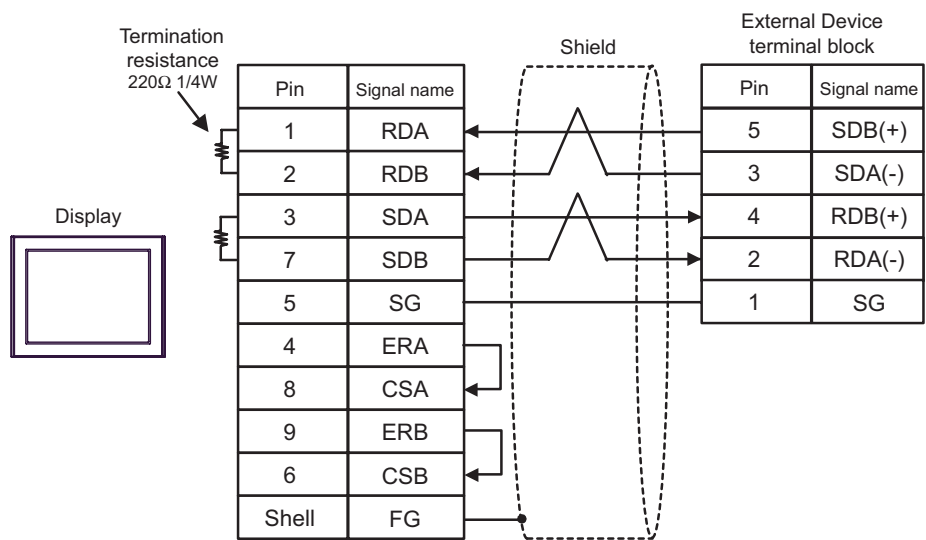 Termination
resistance
220Ω 1/4W
Shield
External Device
terminal block
Display
Pin Signal name
1 RDA
2 RDB
3 SDA
7 SDB
5 SG
4 ERA
8 CSA
9 ERB
6 CSB
Shell FG
Pin Signal name
5 SDB(+)
3 SDA(-)
4 RDB(+)
2 RDA(-)
1 SG